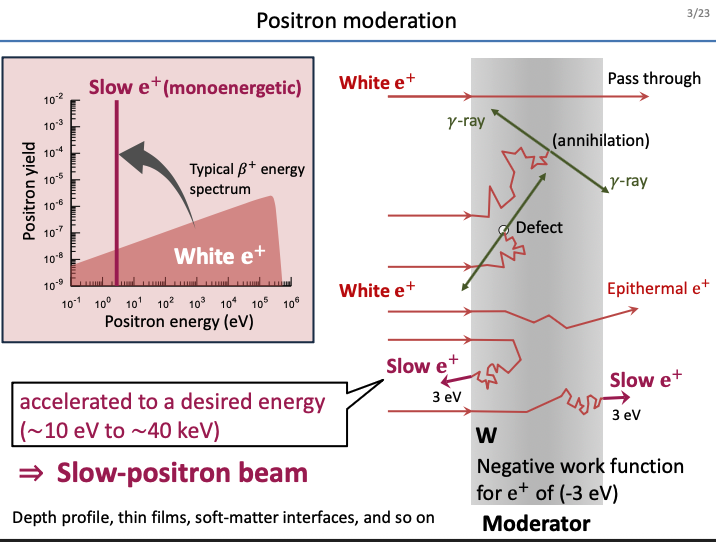 Positron moderation
3/23
Slow e⁺ (monoenergetic)
Positron yield
10⁻²
10⁻³
10⁻⁴
10⁻⁵
10⁻⁶
10⁻⁷
10⁻⁸
10⁻⁹
Typical β⁺ energy
spectrum
White e⁺
10⁻¹ 10⁰ 10¹ 10² 10³ 10⁴ 10⁵ 10⁶
Positron energy (eV)
White e⁺
Pass through
γ-ray
(annihilation)
γ-ray
Defect
White e⁺
Epithermal e⁺
Slow e⁺
3 eV
Slow e⁺
3 eV
W
Negative work function
for e⁺ of (-3 eV)
Moderator
accelerated to a desired energy
(~10 eV to ~40 keV)
⇒ Slow-positron beam
Depth profile, thin films, soft-matter interfaces, and so on